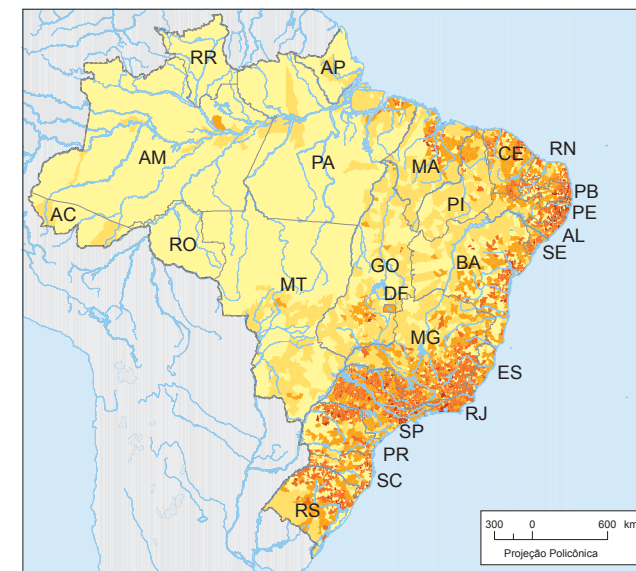 RR
AP
AM
PA
MA
CE
RN
PB
PE
AL
SE
PI
AC
RO
MT
GO
BA
DF
MG
ES
RJ
SP
PR
SC
RS
300 0 600 km
Projeção Policônica